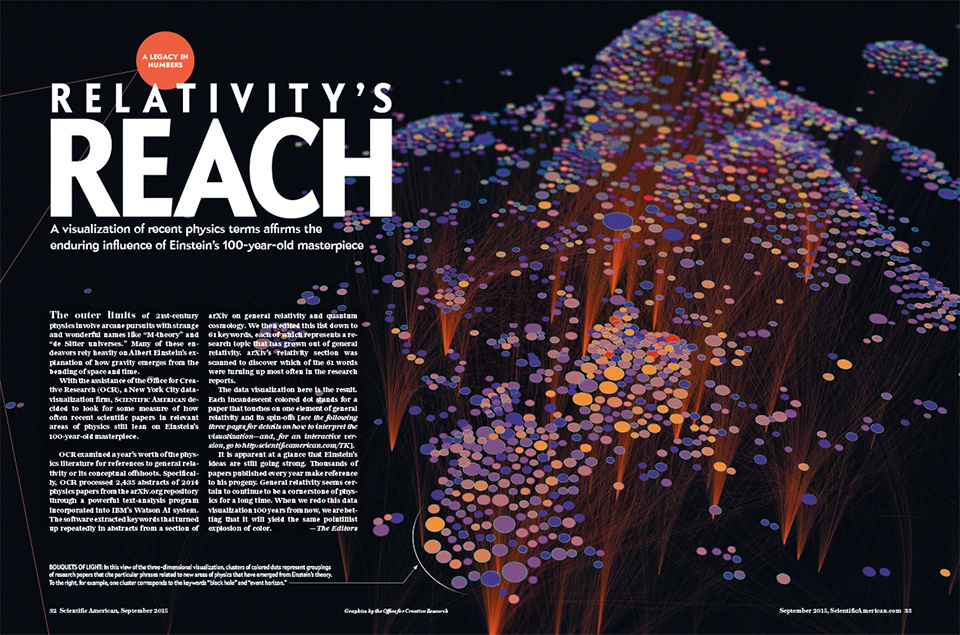 A LEGACY IN
NUMBERS
RELATIVITY'S
REACH
A visualization of recent physics terms affirms the
enduring influence of Einstein's 100-year-old masterpiece
The outer limits of 21st-century
physics involve arcane pursuits with strange
and wonderful names like “M-theory” and
“de Sitter universes.” Many of these en-
deavors rely heavily on Albert Einstein's ex-
planation of how gravity emerges from the
bending of space and time.
With the assistance of the Office for Crea-
tive Research (OCR), a New York City data-
visualization firm, SCIENTIFIC AMERICAN de-
cided to look for some measure of how
often recent scientific papers in relevant
areas of physics still lean on Einstein's
100-year-old masterpiece.
OCR examined a year's worth of the phys-
ics literature for references to general rela-
tivity or its conceptual offshoots. Specifical-
ly, OCR processed 2,435 abstracts of 2014
physics papers from the arXiv.org repository
through a powerful text-analysis program
incorporated into IBM's Watson AI system.
The software extracted keywords that turned
up repeatedly in abstracts from a section of
arXiv on general relativity and quantum
cosmology. We then edited this list down to
61 keywords, each of which represents a re-
search topic that has grown out of general
relativity. arXiv's relativity section was
scanned to discover which of the 61 words
were turning up most often in the research
reports.
The data visualization here is the result.
Each incandescent colored dot stands for a
paper that touches on one element of general
relativity and its spin-offs [see the following
three pages for details on how to interpret the
visualization—and, for an interactive ver-
sion, go to http:scientificamerican.com/TK].
It is apparent at a glance that Einstein's
ideas are still going strong. Thousands of
papers published every year make reference
to his progeny. General relativity seems cer-
tain to continue to be a cornerstone of phys-
ics for a long time. When we redo this data
visualization 100 years from now, we are bet-
ting that it will yield the same pointillist
explosion of color. —The Editors
BOUQUETS OF LIGHT: In this view of the three-dimensional visualization, clusters of colored dots represent groupings
of research papers that cite particular phrases related to new areas of physics that have emerged from Einstein's theory.
To the right, for example, one cluster corresponds to the keywords “black hole” and “event horizon.”
32 Scientific American, September 2015
Graphics by the Office for Creative Research
September 2015, ScientificAmerican.com 33